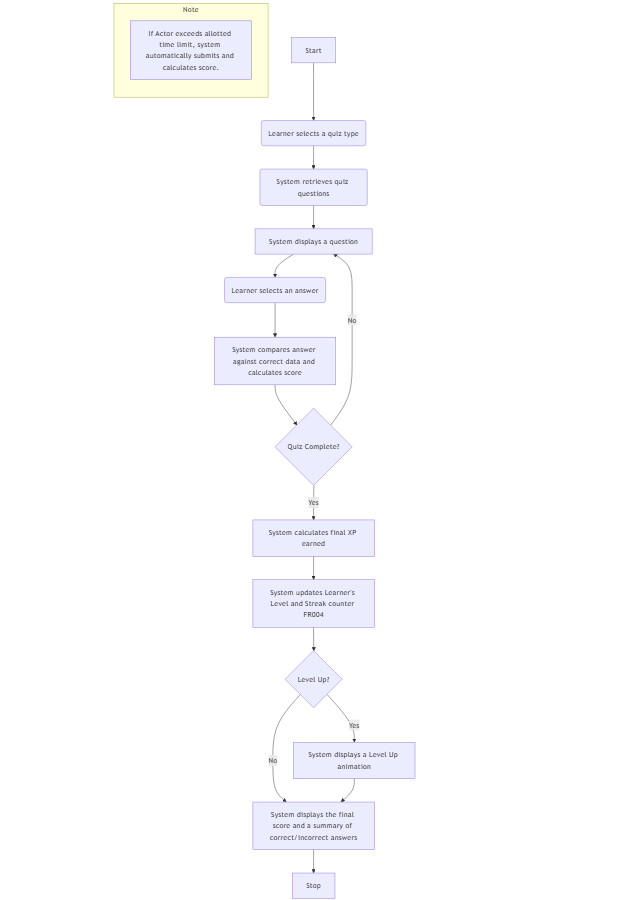 Note
If Actor exceeds allotted
time limit, system
automatically submits and
calculates score.
Start
Learner selects a quiz type
System retrieves quiz
questions
System displays a question
Learner selects an answer
No
System compares answer
against correct data and
calculates score
Quiz Complete?
Yes
System calculates final XP
earned
System updates Learner's
Level and Streak counter
FR004
Level Up?
Yes
No
System displays a Level Up
animation
System displays the final
score and a summary of
correct/incorrect answers
Stop